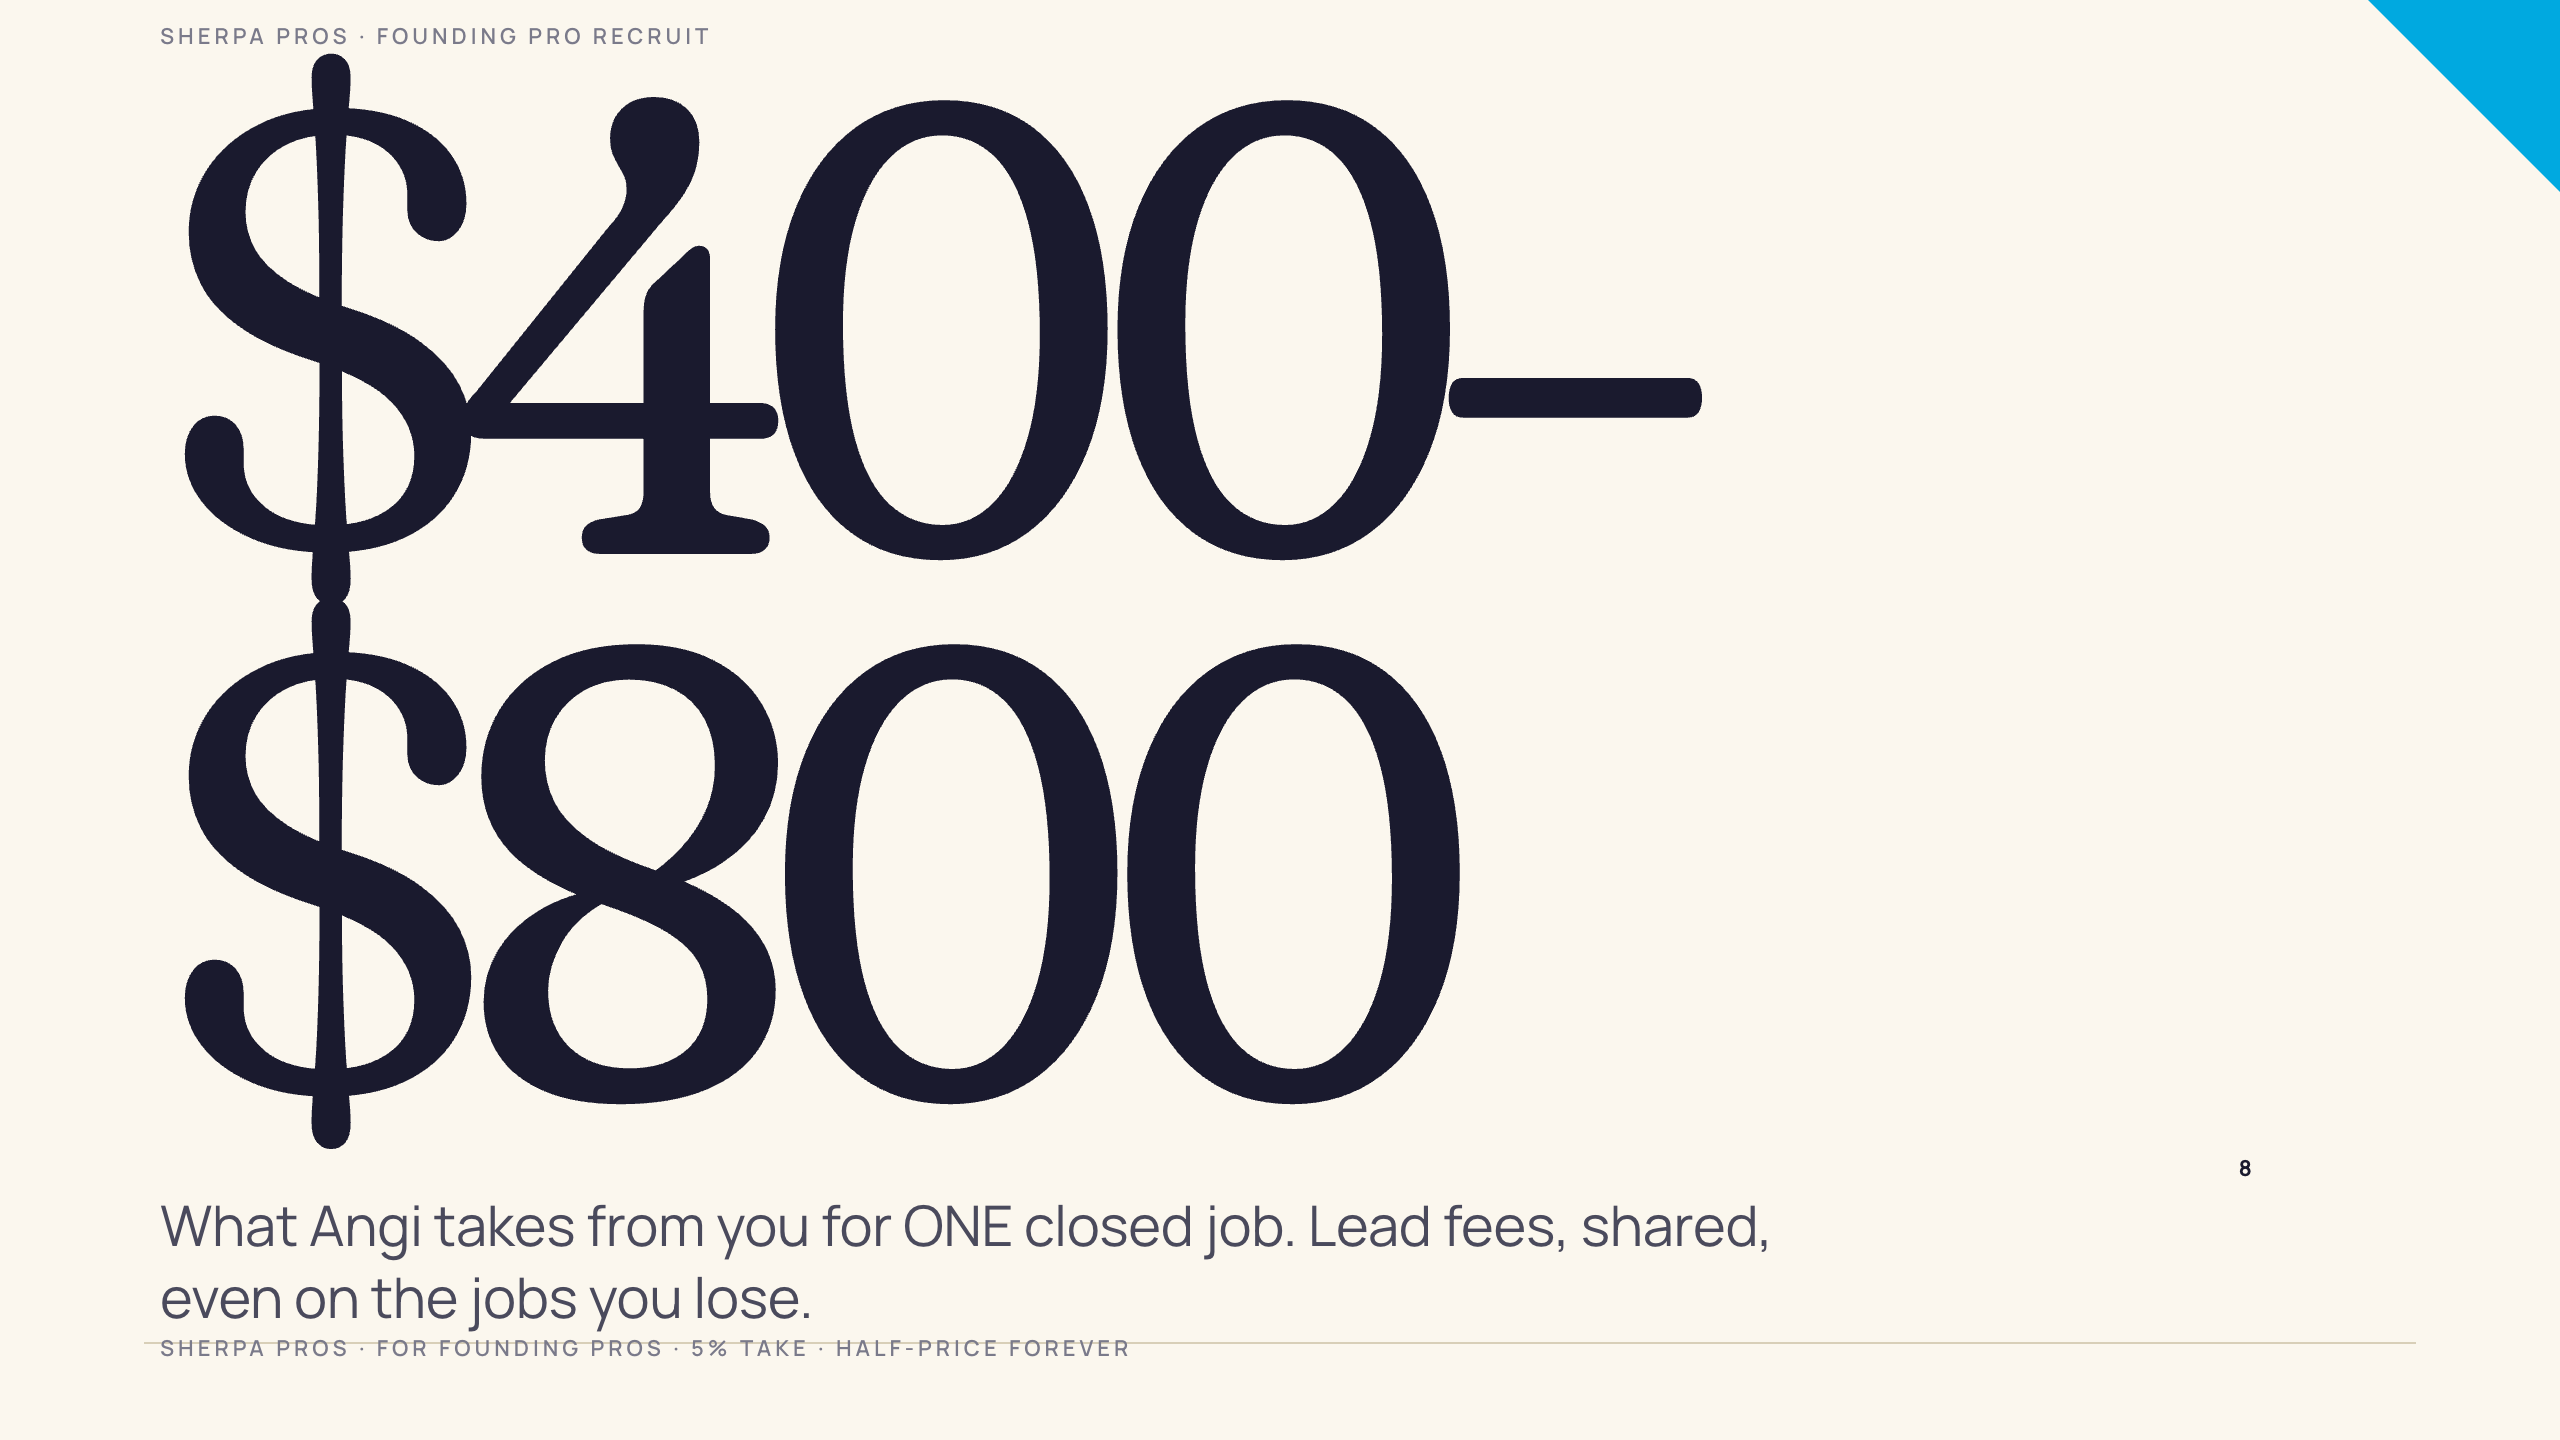 SHERPA PROS · FOUNDING PRO RECRUIT
$400–
$800
8
What Angi takes from you for ONE closed job. Lead fees, shared,
even on the jobs you lose.
SHERPA PROS · FOR FOUNDING PROS · 5% TAKE · HALF-PRICE FOREVER